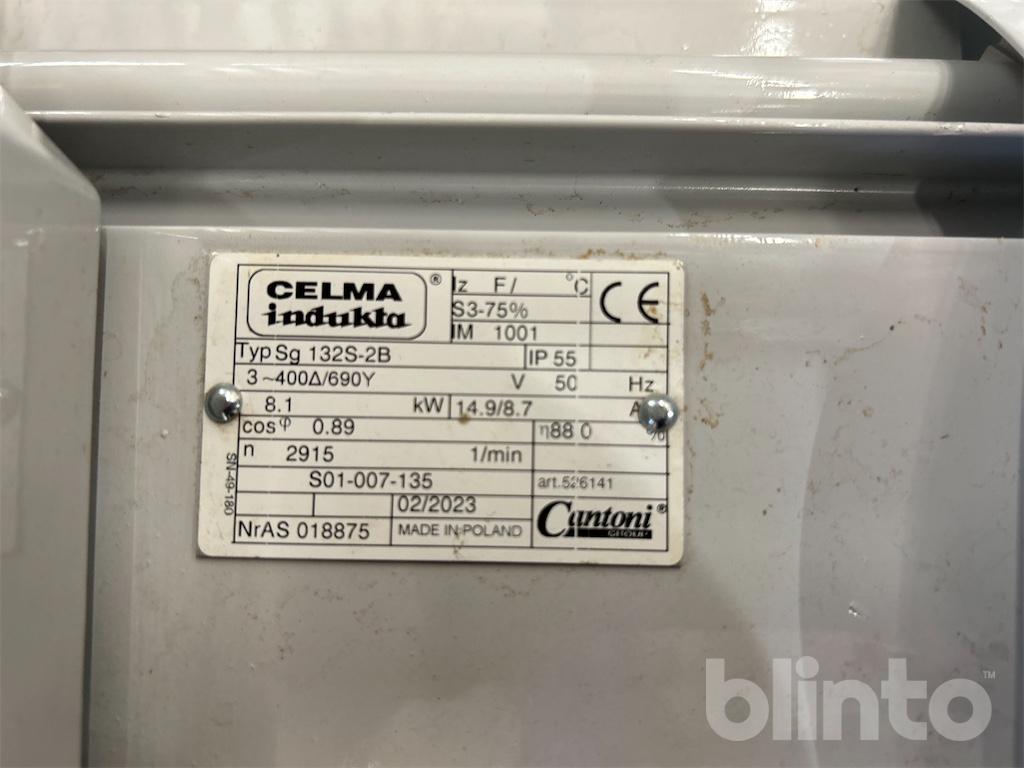 CELMA ®
indukta
Iz F/ °C
S3-75%
IM 1001
CE
Typ Sg 132S-2B IP 55
3~400Δ/690Y V 50 Hz
8.1 kW 14.9/8.7 A
cosφ 0.89 η88 0 %
n 2915 1/min
S01-007-135 art.526141
02/2023
NrAS 018875 MADE IN POLAND
Cantoni ®
GROUP
SN-49-180
blinto™